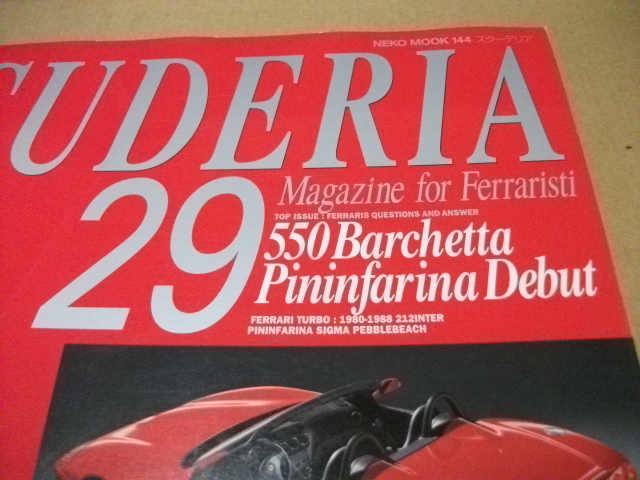 NEKO MOOK 144 スクーデリア
CUDERIA
29
Magazine for Ferraristi
TOP ISSUE : FERRARIS QUESTIONS AND ANSWER
550 Barchetta
Pininfarina Debut
FERRARI TURBO : 1980-1988 212INTER
PININFARINA SIGMA PEBBLEBEACH